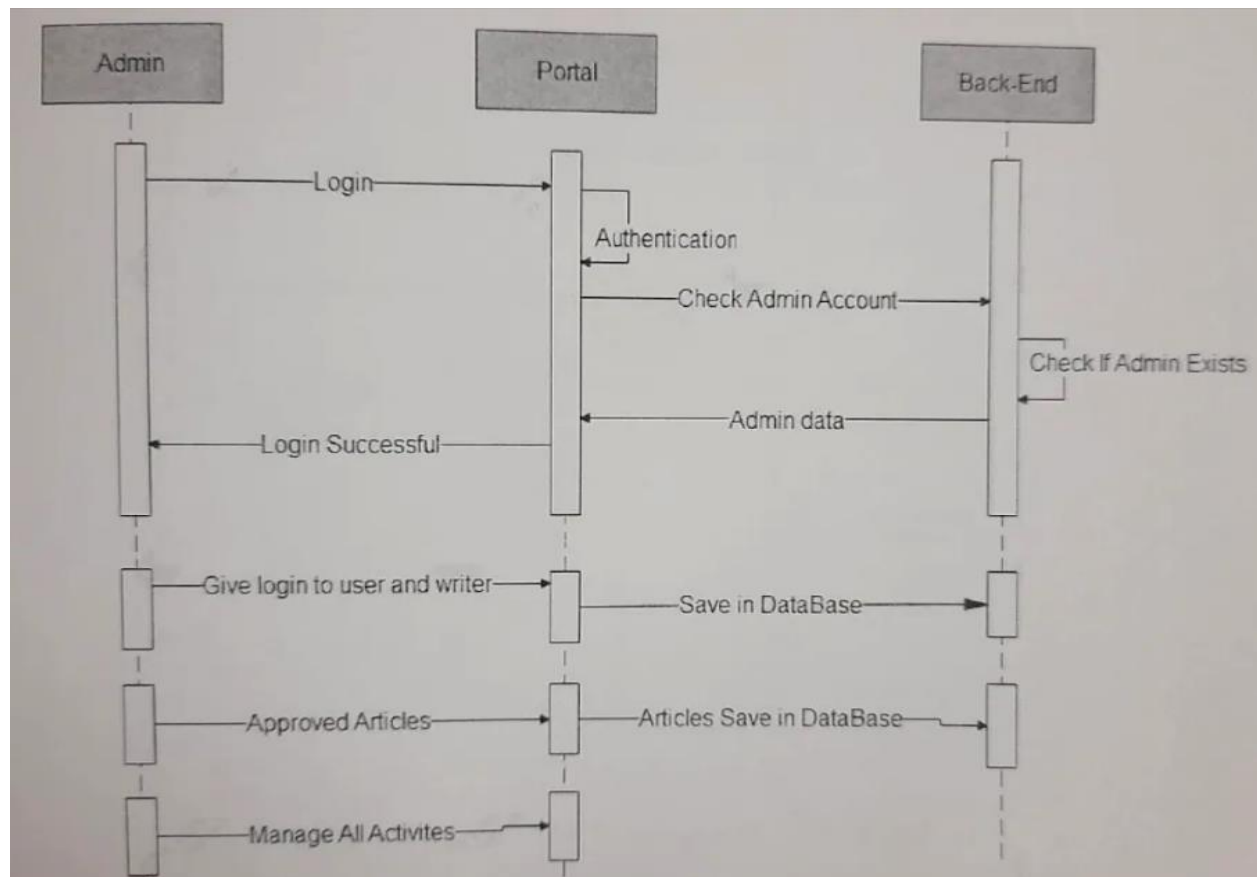 Admin
Portal
Back-End
Login
Authentication
Check Admin Account
Check If Admin Exists
Admin data
Login Successful
Give login to user and writer
Save in DataBase
Approved Articles
Articles Save in DataBase
Manage All Activites